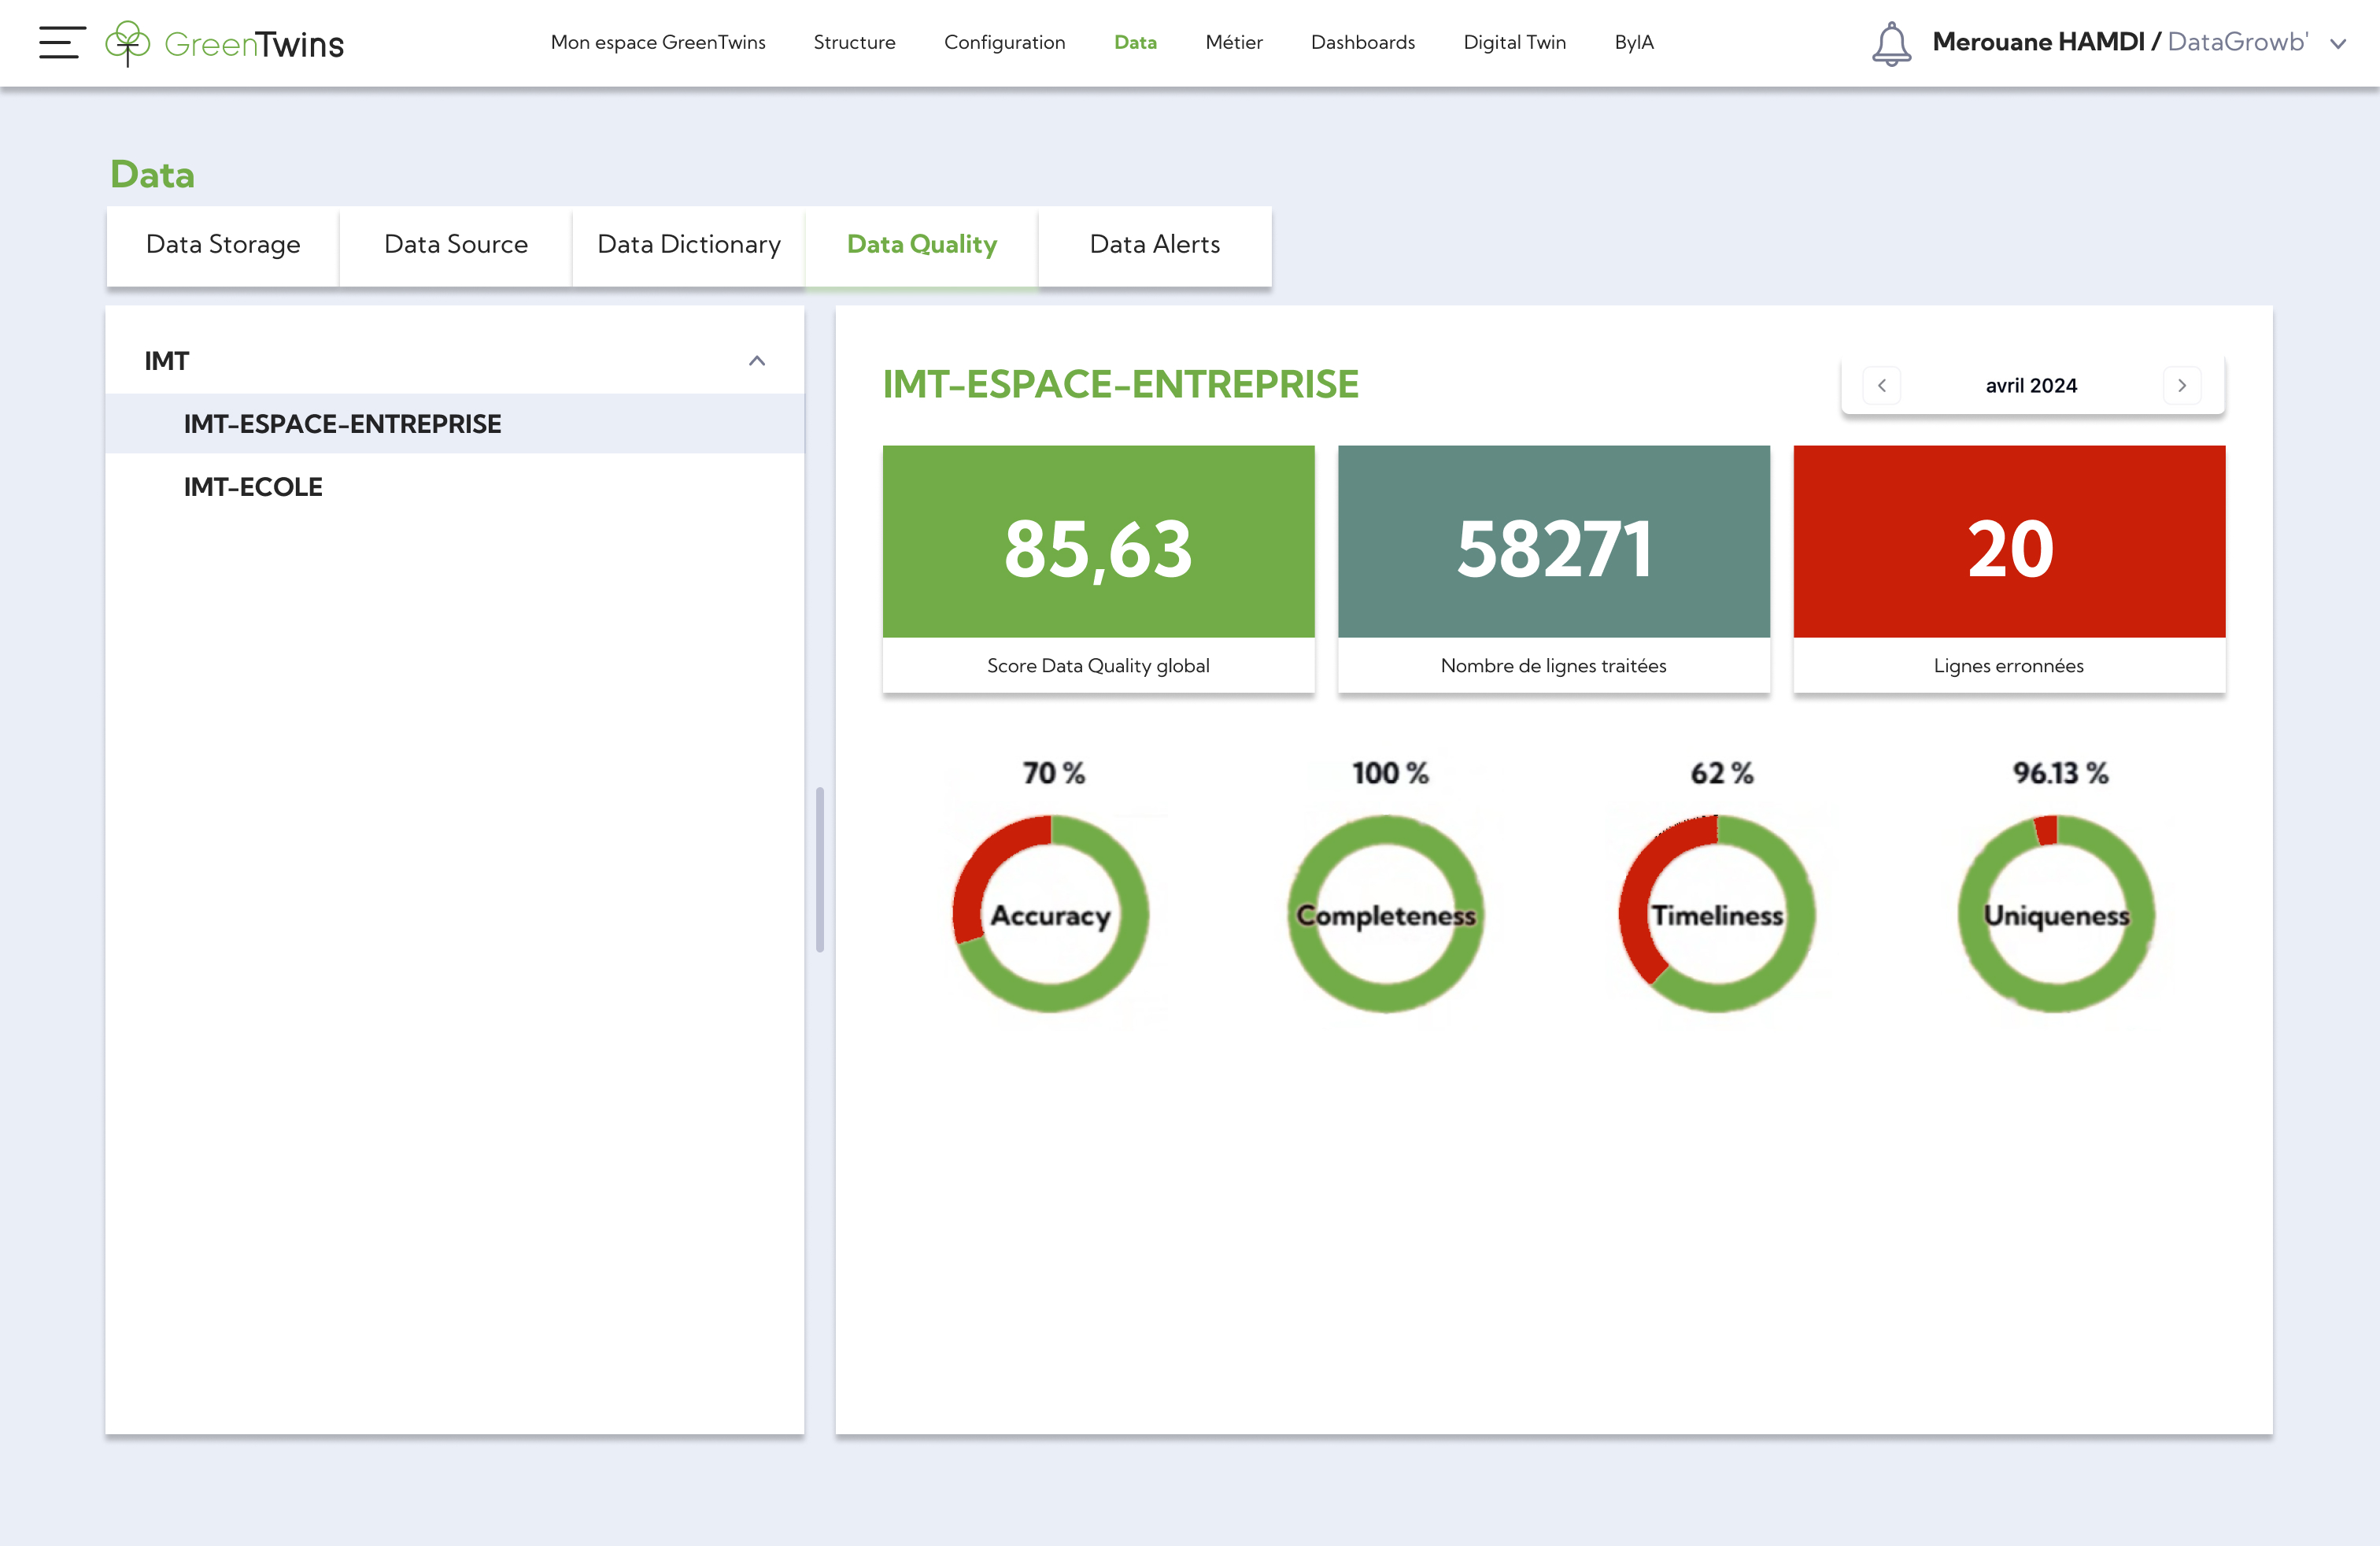 GreenTwins
Mon espace GreenTwins Structure Configuration Data Métier Dashboards Digital Twin ByIA
Merouane HAMDI / DataGrowb'
Data
Data Storage Data Source Data Dictionary Data Quality Data Alerts
IMT
IMT-ESPACE-ENTREPRISE
IMT-ECOLE
IMT-ESPACE-ENTREPRISE
avril 2024
85,63
Score Data Quality global
58271
Nombre de lignes traitées
20
Lignes erronnées
70 %
Accuracy
100 %
Completeness
62 %
Timeliness
96.13 %
Uniqueness